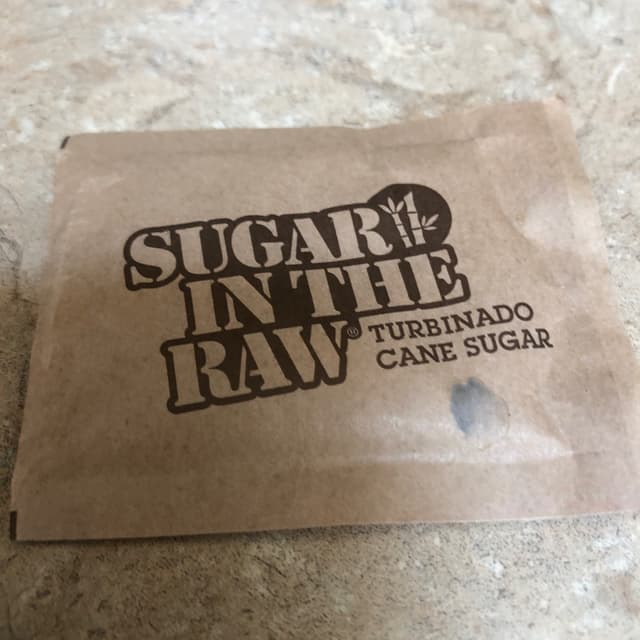 SUGAR
IN THE
RAW®
TURBINADO
CANE SUGAR